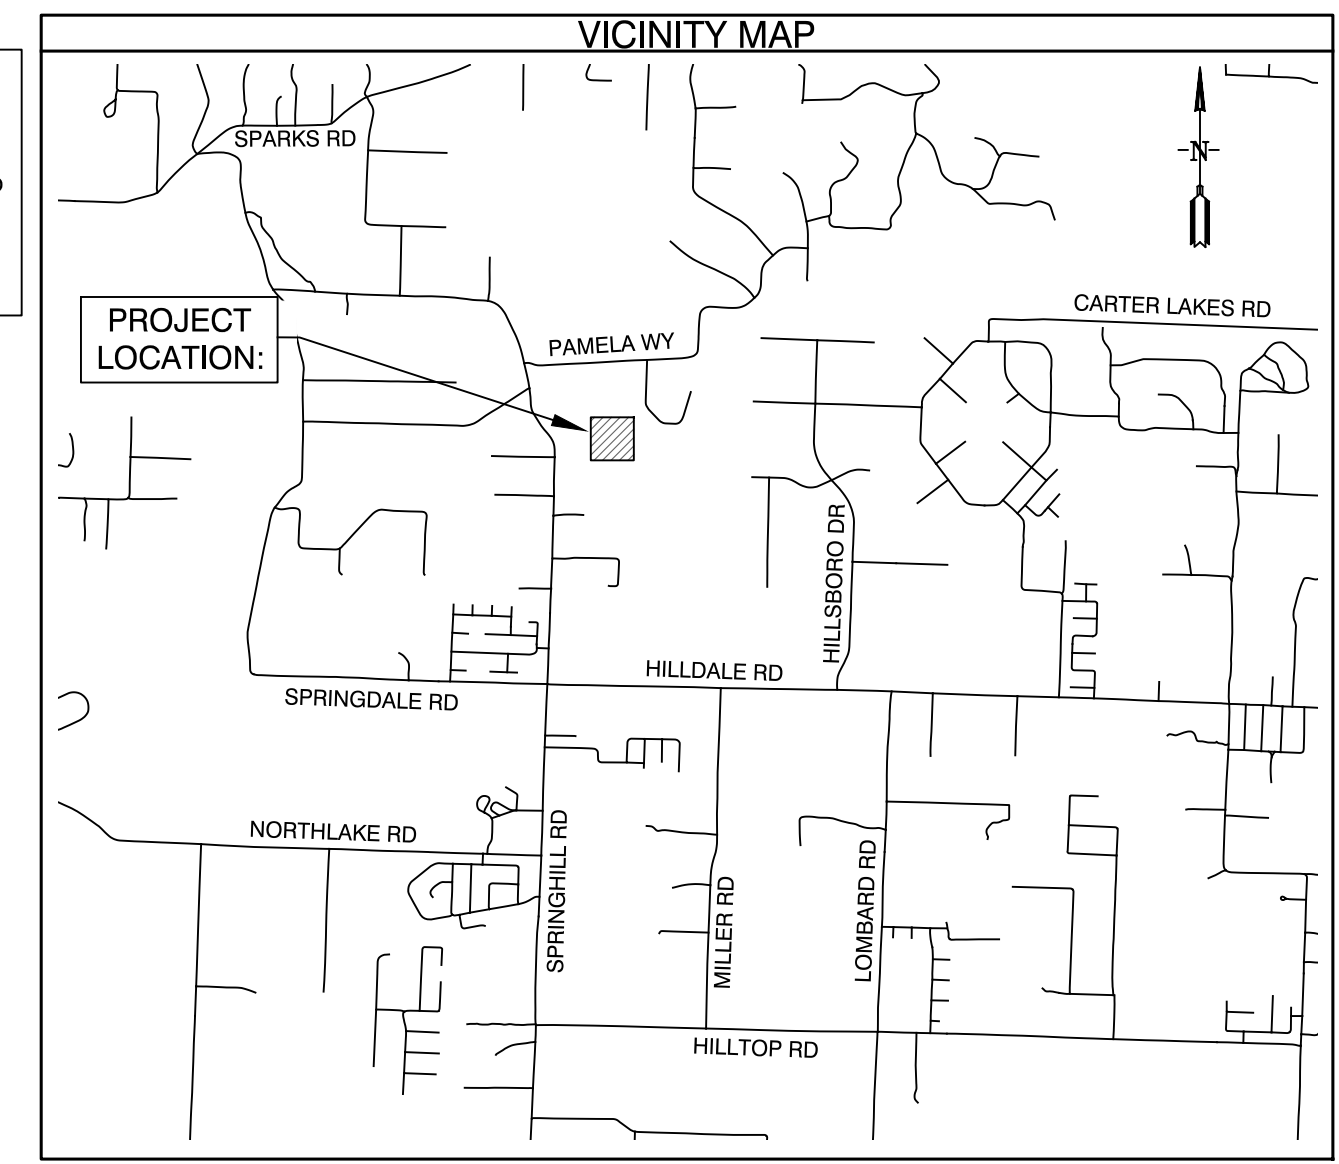 VICINITY MAP
SPARKS RD
-N-
CARTER LAKES RD
PROJECT
LOCATION:
PAMELA WY
HILLSBORO DR
HILLDALE RD
SPRINGDALE RD
NORTHLAKE RD
SPRINGHILL RD
MILLER RD
LOMBARD RD
HILLTOP RD